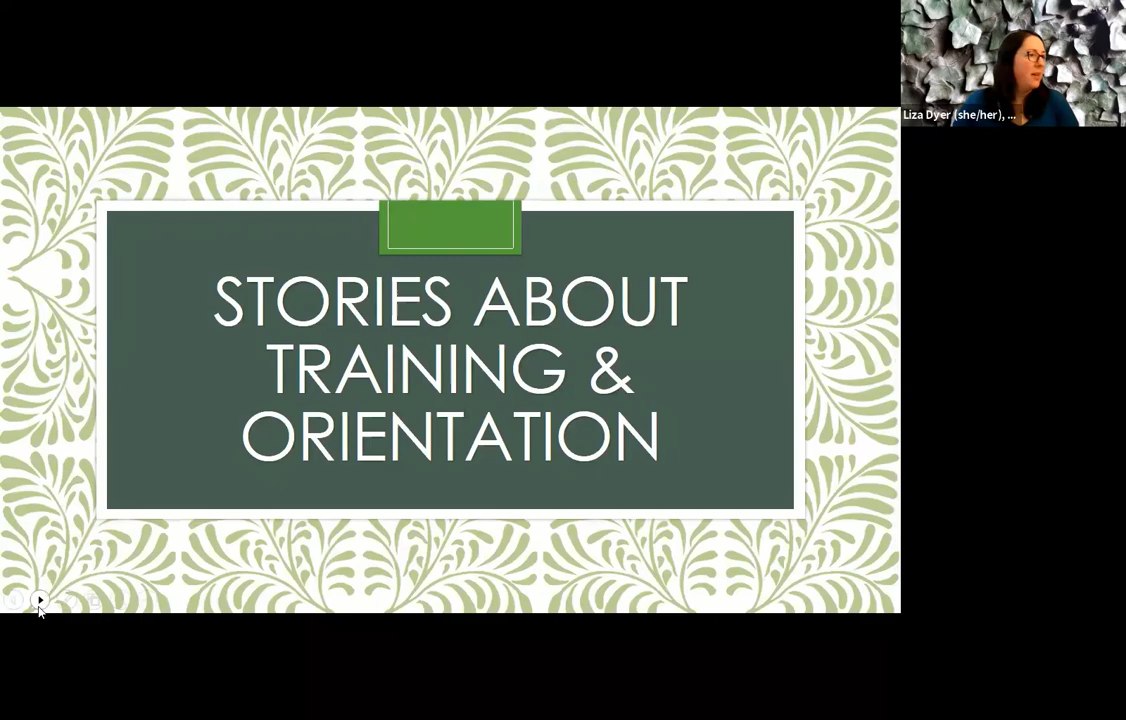 Liza Dyer (she/her), ...
STORIES ABOUT
TRAINING &
ORIENTATION